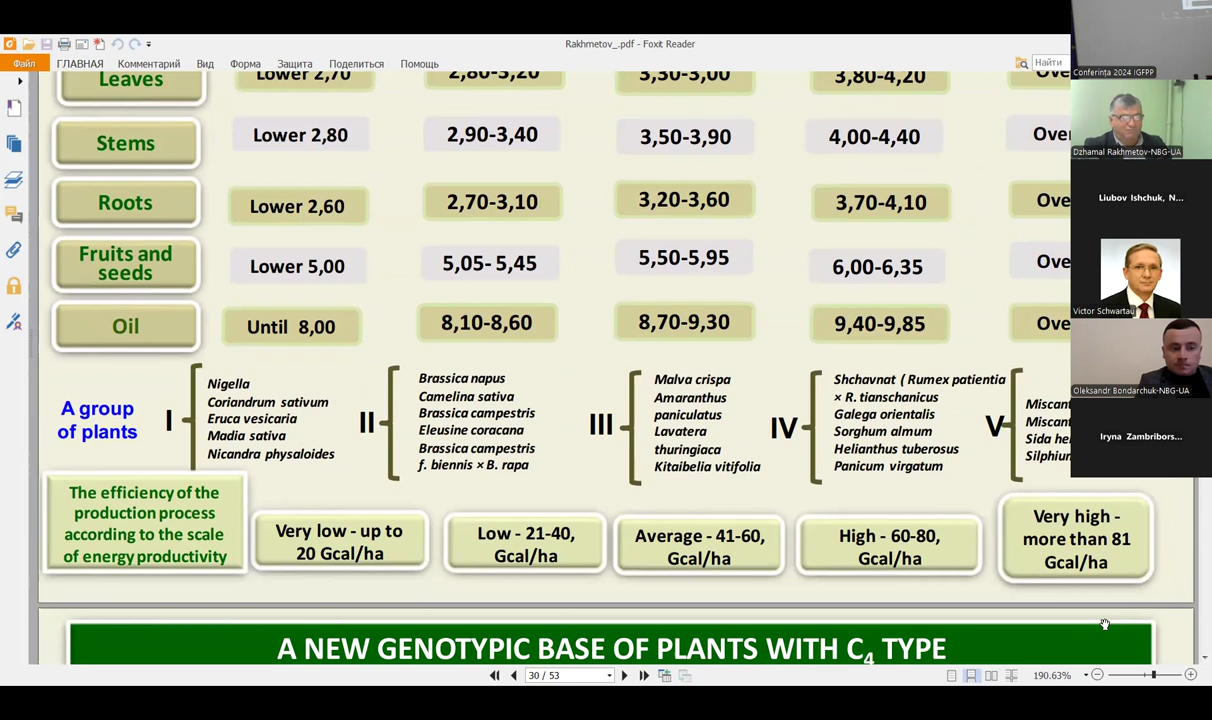 Conferința 2024 IGFPP
Rakhmetov_.pdf - Foxit Reader
Файл ГЛАВНАЯ Комментарий Вид Форма Защита Поделиться Помощь
Найти
Leaves Lower 2,70 3,80-4,20
Stems Lower 2,80 2,90-3,40 3,50-3,90 4,00-4,40
Roots Lower 2,60 2,70-3,10 3,20-3,60 3,70-4,10
Fruits and
seeds
Lower 5,00 5,05- 5,45 5,50-5,95 6,00-6,35
Oil Until 8,00 8,10-8,60 8,70-9,30 9,40-9,85
A group
of plants
I
Nigella
Coriandrum sativum
Eruca vesicaria
Madia sativa
Nicandra physaloides
II
Brassica napus
Camelina sativa
Brassica campestris
Eleusine coracana
Brassica campestris
f. biennis × B. rapa
III
Malva crispa
Amaranthus
paniculatus
Lavatera
thuringiaca
Kitaibelia vitifolia
IV
Shchavnat ( Rumex patientia
× R. tianschanicus
Galega orientalis
Sorghum almum
Helianthus tuberosus
Panicum virgatum
V
The efficiency of the
production process
according to the scale
of energy productivity
Very low - up to
20 Gcal/ha
Low - 21-40,
Gcal/ha
Average - 41-60,
Gcal/ha
High - 60-80,
Gcal/ha
Very high -
more than 81
Gcal/ha
A NEW GENOTYPIC BASE OF PLANTS WITH C4 TYPE
30 / 53
190.63%
Dzhamal Rakhmetov-NBG-UA
Liubov Ishchuk, N...
Victor Schwartau
Oleksandr Bondarchuk-NBG-UA
Iryna Zambribors...